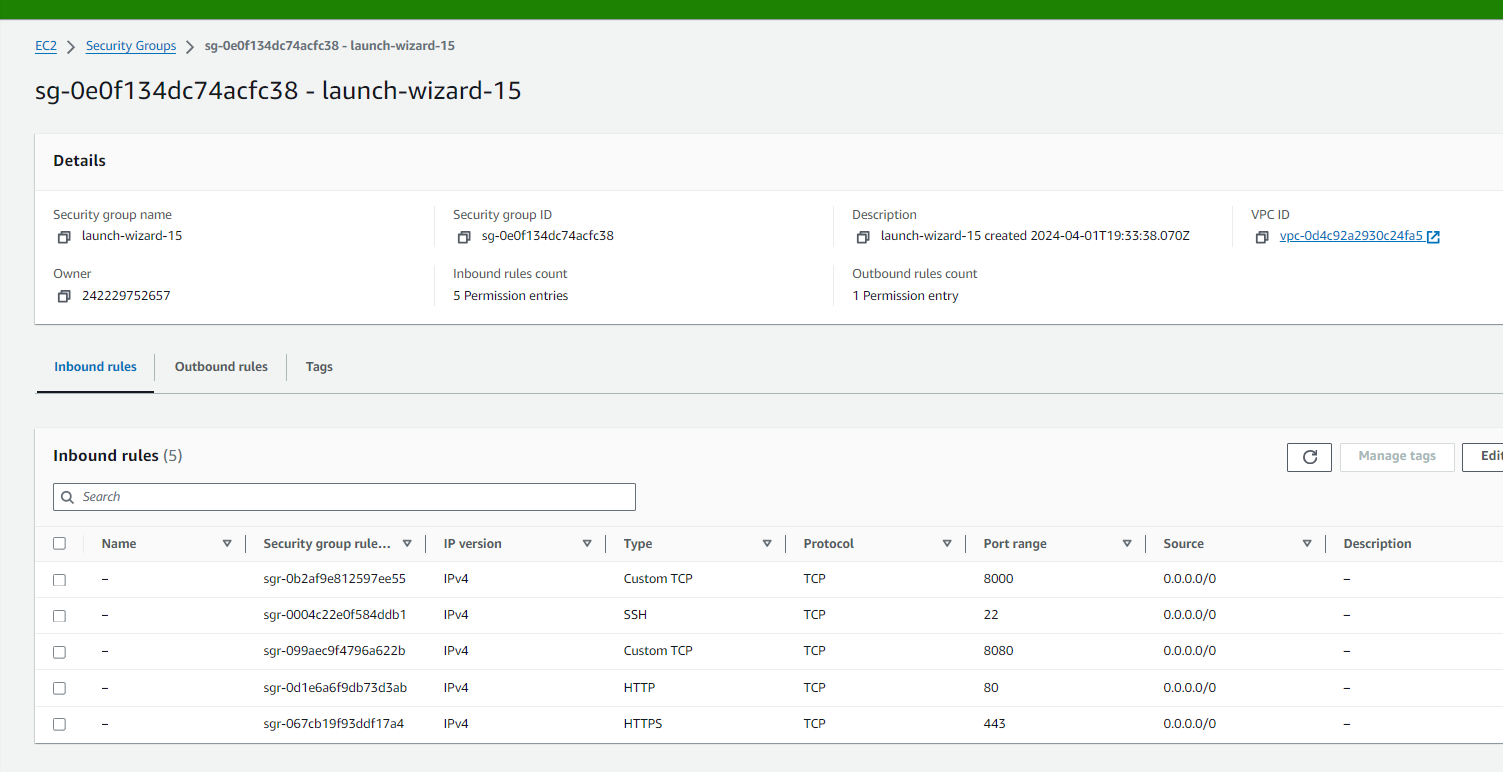 EC2 > Security Groups > sg-0e0f134dc74acfc38 - launch-wizard-15
sg-0e0f134dc74acfc38 - launch-wizard-15
Details
Security group name Security group ID Description VPC ID
launch-wizard-15 sg-0e0f134dc74acfc38 launch-wizard-15 created 2024-04-01T19:33:38.070Z vpc-0d4c92a2930c24fa5
Owner Inbound rules count Outbound rules count
242229752657 5 Permission entries 1 Permission entry
Inbound rules Outbound rules Tags
Inbound rules (5) Manage tags Edit
Search
Name Security group rule... IP version Type Protocol Port range Source Description
– sgr-0b2af9e812597ee55 IPv4 Custom TCP TCP 8000 0.0.0.0/0 –
– sgr-0004c22e0f584ddb1 IPv4 SSH TCP 22 0.0.0.0/0 –
– sgr-099aec9f4796a622b IPv4 Custom TCP TCP 8080 0.0.0.0/0 –
– sgr-0d1e6a6f9db73d3ab IPv4 HTTP TCP 80 0.0.0.0/0 –
– sgr-067cb19f93ddf17a4 IPv4 HTTPS TCP 443 0.0.0.0/0 –